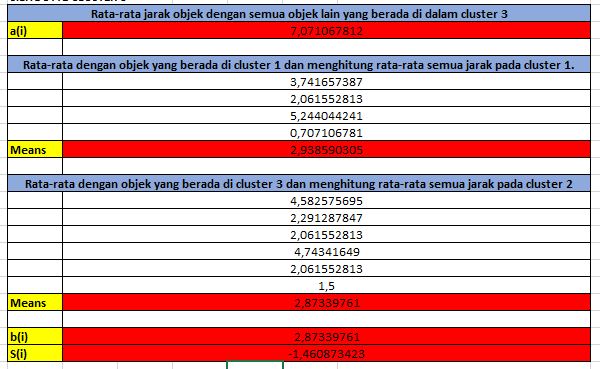 Rata-rata jarak objek dengan semua objek lain yang berada di dalam cluster 3
a(i) 7,071067812
Rata-rata dengan objek yang berada di cluster 1 dan menghitung rata-rata semua jarak pada cluster 1.
3,741657387
2,061552813
5,244044241
0,707106781
Means 2,938590305
Rata-rata dengan objek yang berada di cluster 3 dan menghitung rata-rata semua jarak pada cluster 2
4,582575695
2,291287847
2,061552813
4,74341649
2,061552813
1,5
Means 2,87339761
b(i) 2,87339761
S(i) -1,460873423